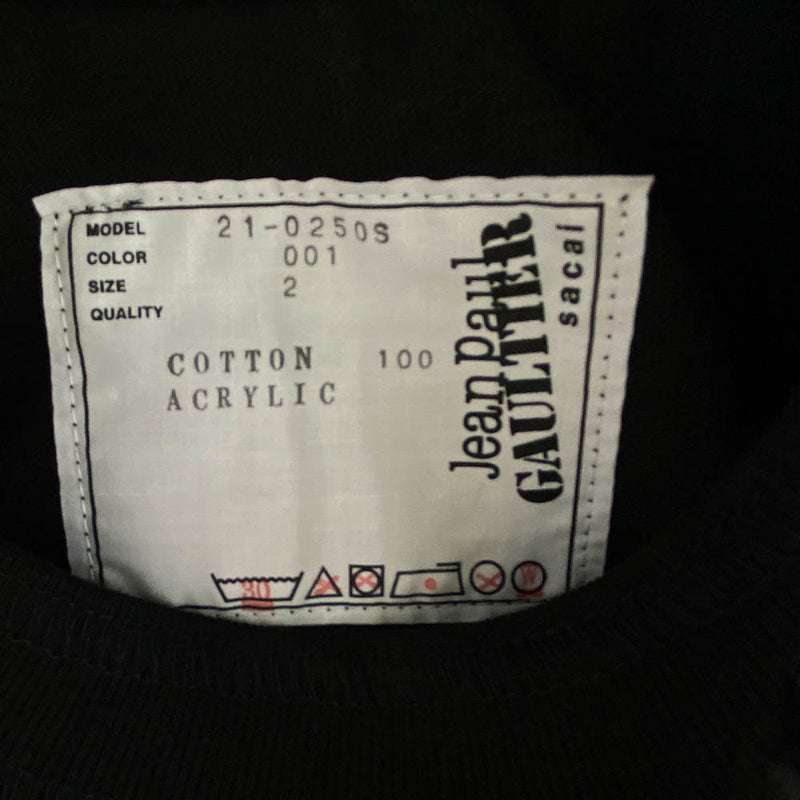 MODEL 21-0250S
COLOR 001
SIZE 2
QUALITY
COTTON 100
ACRYLIC
Jean Paul
GAULTIER
sacai
30
W